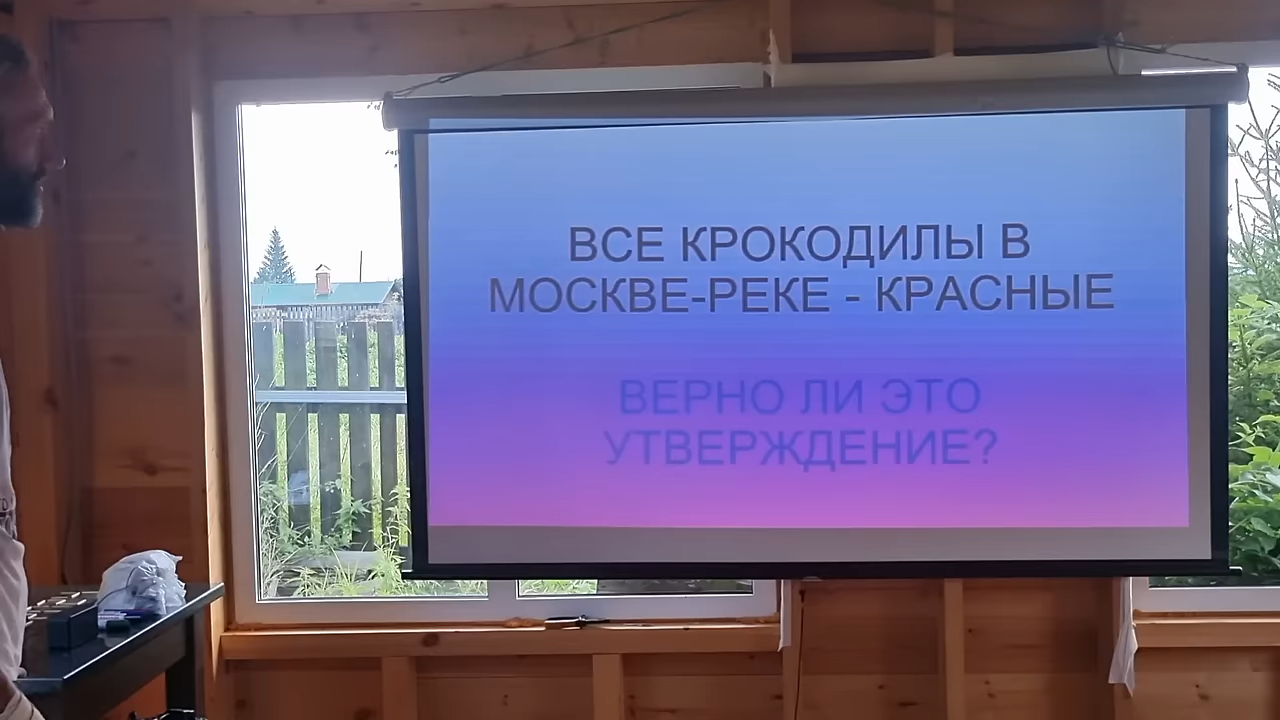 ВСЕ КРОКОДИЛЫ В
МОСКВЕ-РЕКЕ - КРАСНЫЕ
ВЕРНО ЛИ ЭТО
УТВЕРЖДЕНИЕ?